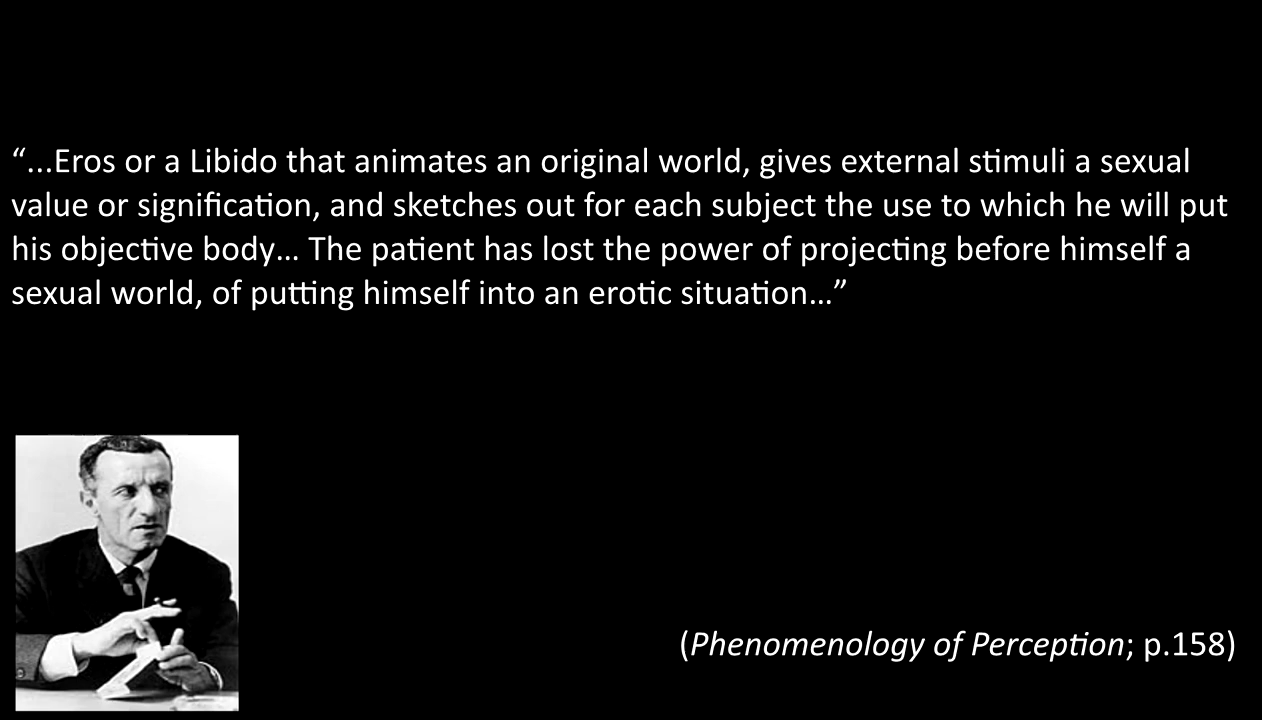 “...Eros or a Libido that animates an original world, gives external stimuli a sexual
value or signification, and sketches out for each subject the use to which he will put
his objective body… The patient has lost the power of projecting before himself a
sexual world, of putting himself into an erotic situation…”
(Phenomenology of Perception; p.158)